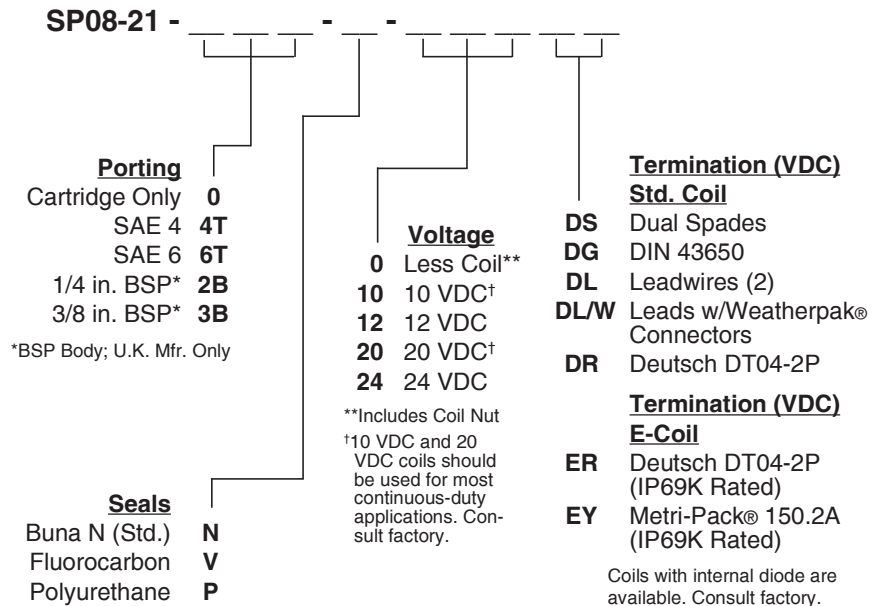 SP08-21 - __ __ __ - __ - __ __ __ __ __
Porting
Cartridge Only 0
SAE 4 4T
SAE 6 6T
1/4 in. BSP* 2B
3/8 in. BSP* 3B
*BSP Body; U.K. Mfr. Only
Seals
Buna N (Std.) N
Fluorocarbon V
Polyurethane P
Voltage
0 Less Coil**
10 10 VDC†
12 12 VDC
20 20 VDC†
24 24 VDC
**Includes Coil Nut
†10 VDC and 20
VDC coils should
be used for most
continuous-duty
applications. Con-
sult factory.
Termination (VDC)
Std. Coil
DS Dual Spades
DG DIN 43650
DL Leadwires (2)
DL/W Leads w/Weatherpak®
Connectors
DR Deutsch DT04-2P
Termination (VDC)
E-Coil
ER Deutsch DT04-2P
(IP69K Rated)
EY Metri-Pack® 150.2A
(IP69K Rated)
Coils with internal diode are
available. Consult factory.